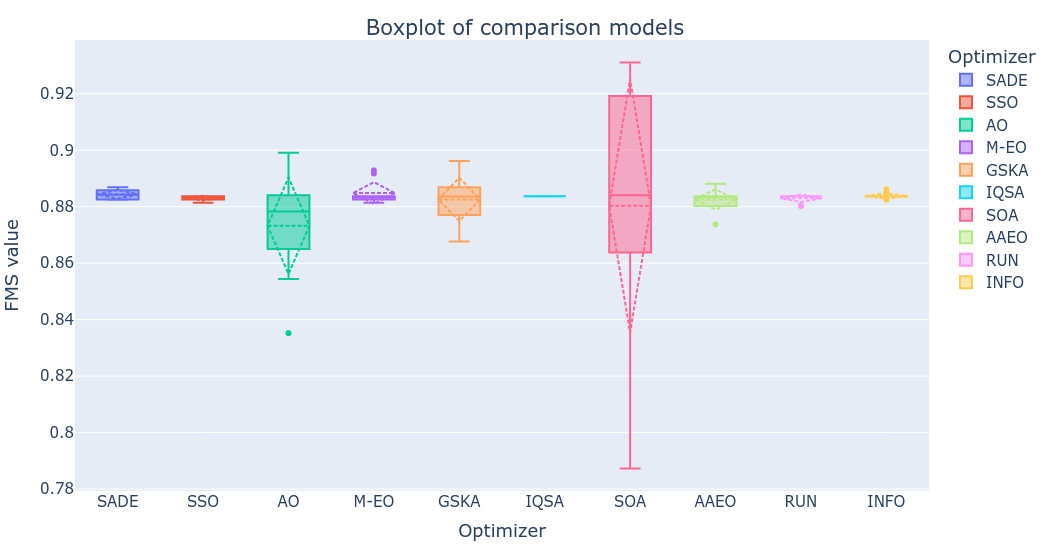 Boxplot of comparison models
FMS value
0.92
0.9
0.88
0.86
0.84
0.82
0.8
0.78
SADE SSO AO M-EO GSKA IQSA SOA AAEO RUN INFO
Optimizer
Optimizer
SADE
SSO
AO
M-EO
GSKA
IQSA
SOA
AAEO
RUN
INFO